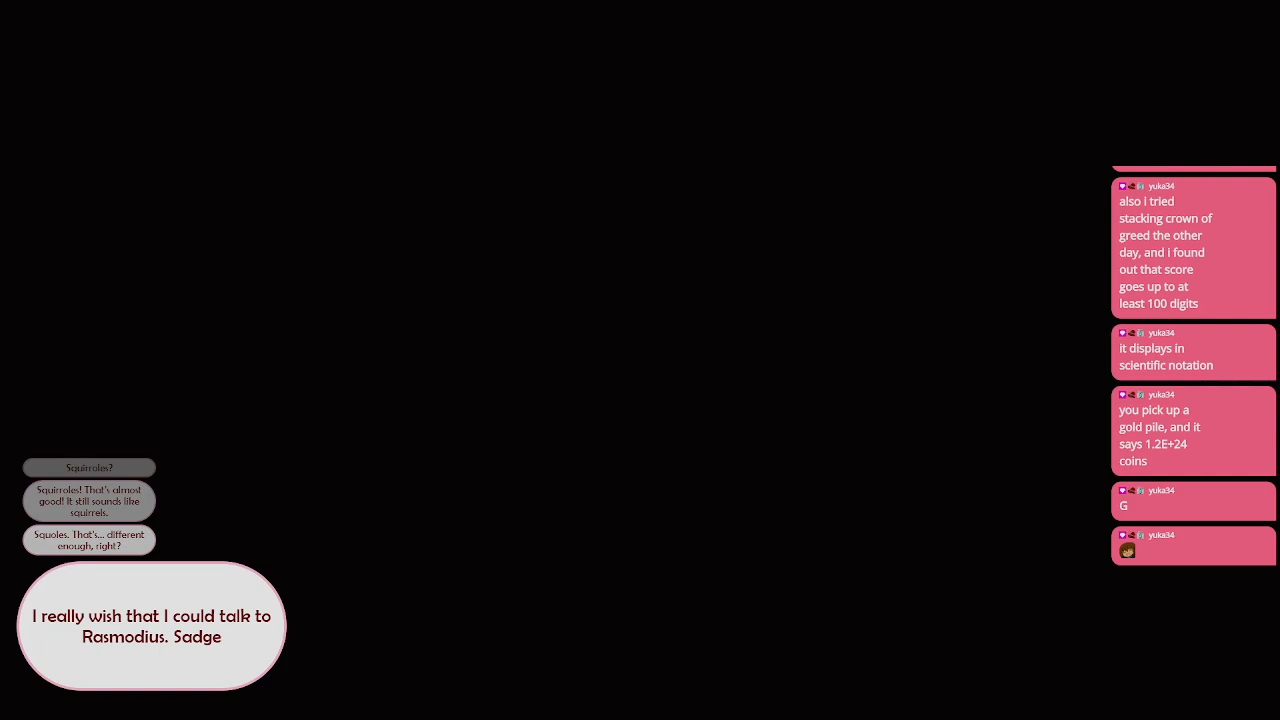 yuka34
also i tried
stacking crown of
greed the other
day, and i found
out that score
goes up to at
least 100 digits
yuka34
it displays in
scientific notation
yuka34
you pick up a
gold pile, and it
says 1.2E+24
coins
yuka34
G
yuka34
Squirroles?
Squirroles! That's almost
good! It still sounds like
squirrels.
Squoles. That's... different
enough, right?
I really wish that I could talk to
Rasmodius. Sadge